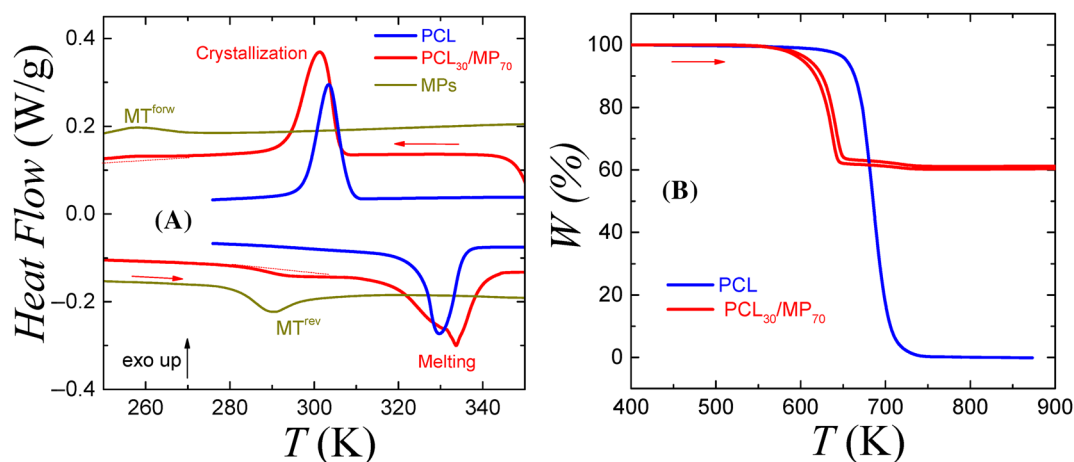 Heat Flow (W/g)
0.4
0.2
0.0
−0.2
−0.4
Crystallization
PCL
PCL30/MP70
MPs
MTforw
(A)
MTrev
Melting
exo up
260 280 300 320 340
T (K)
W (%)
100
80
60
40
20
0
(B)
PCL
PCL30/MP70
400 500 600 700 800 900
T (K)